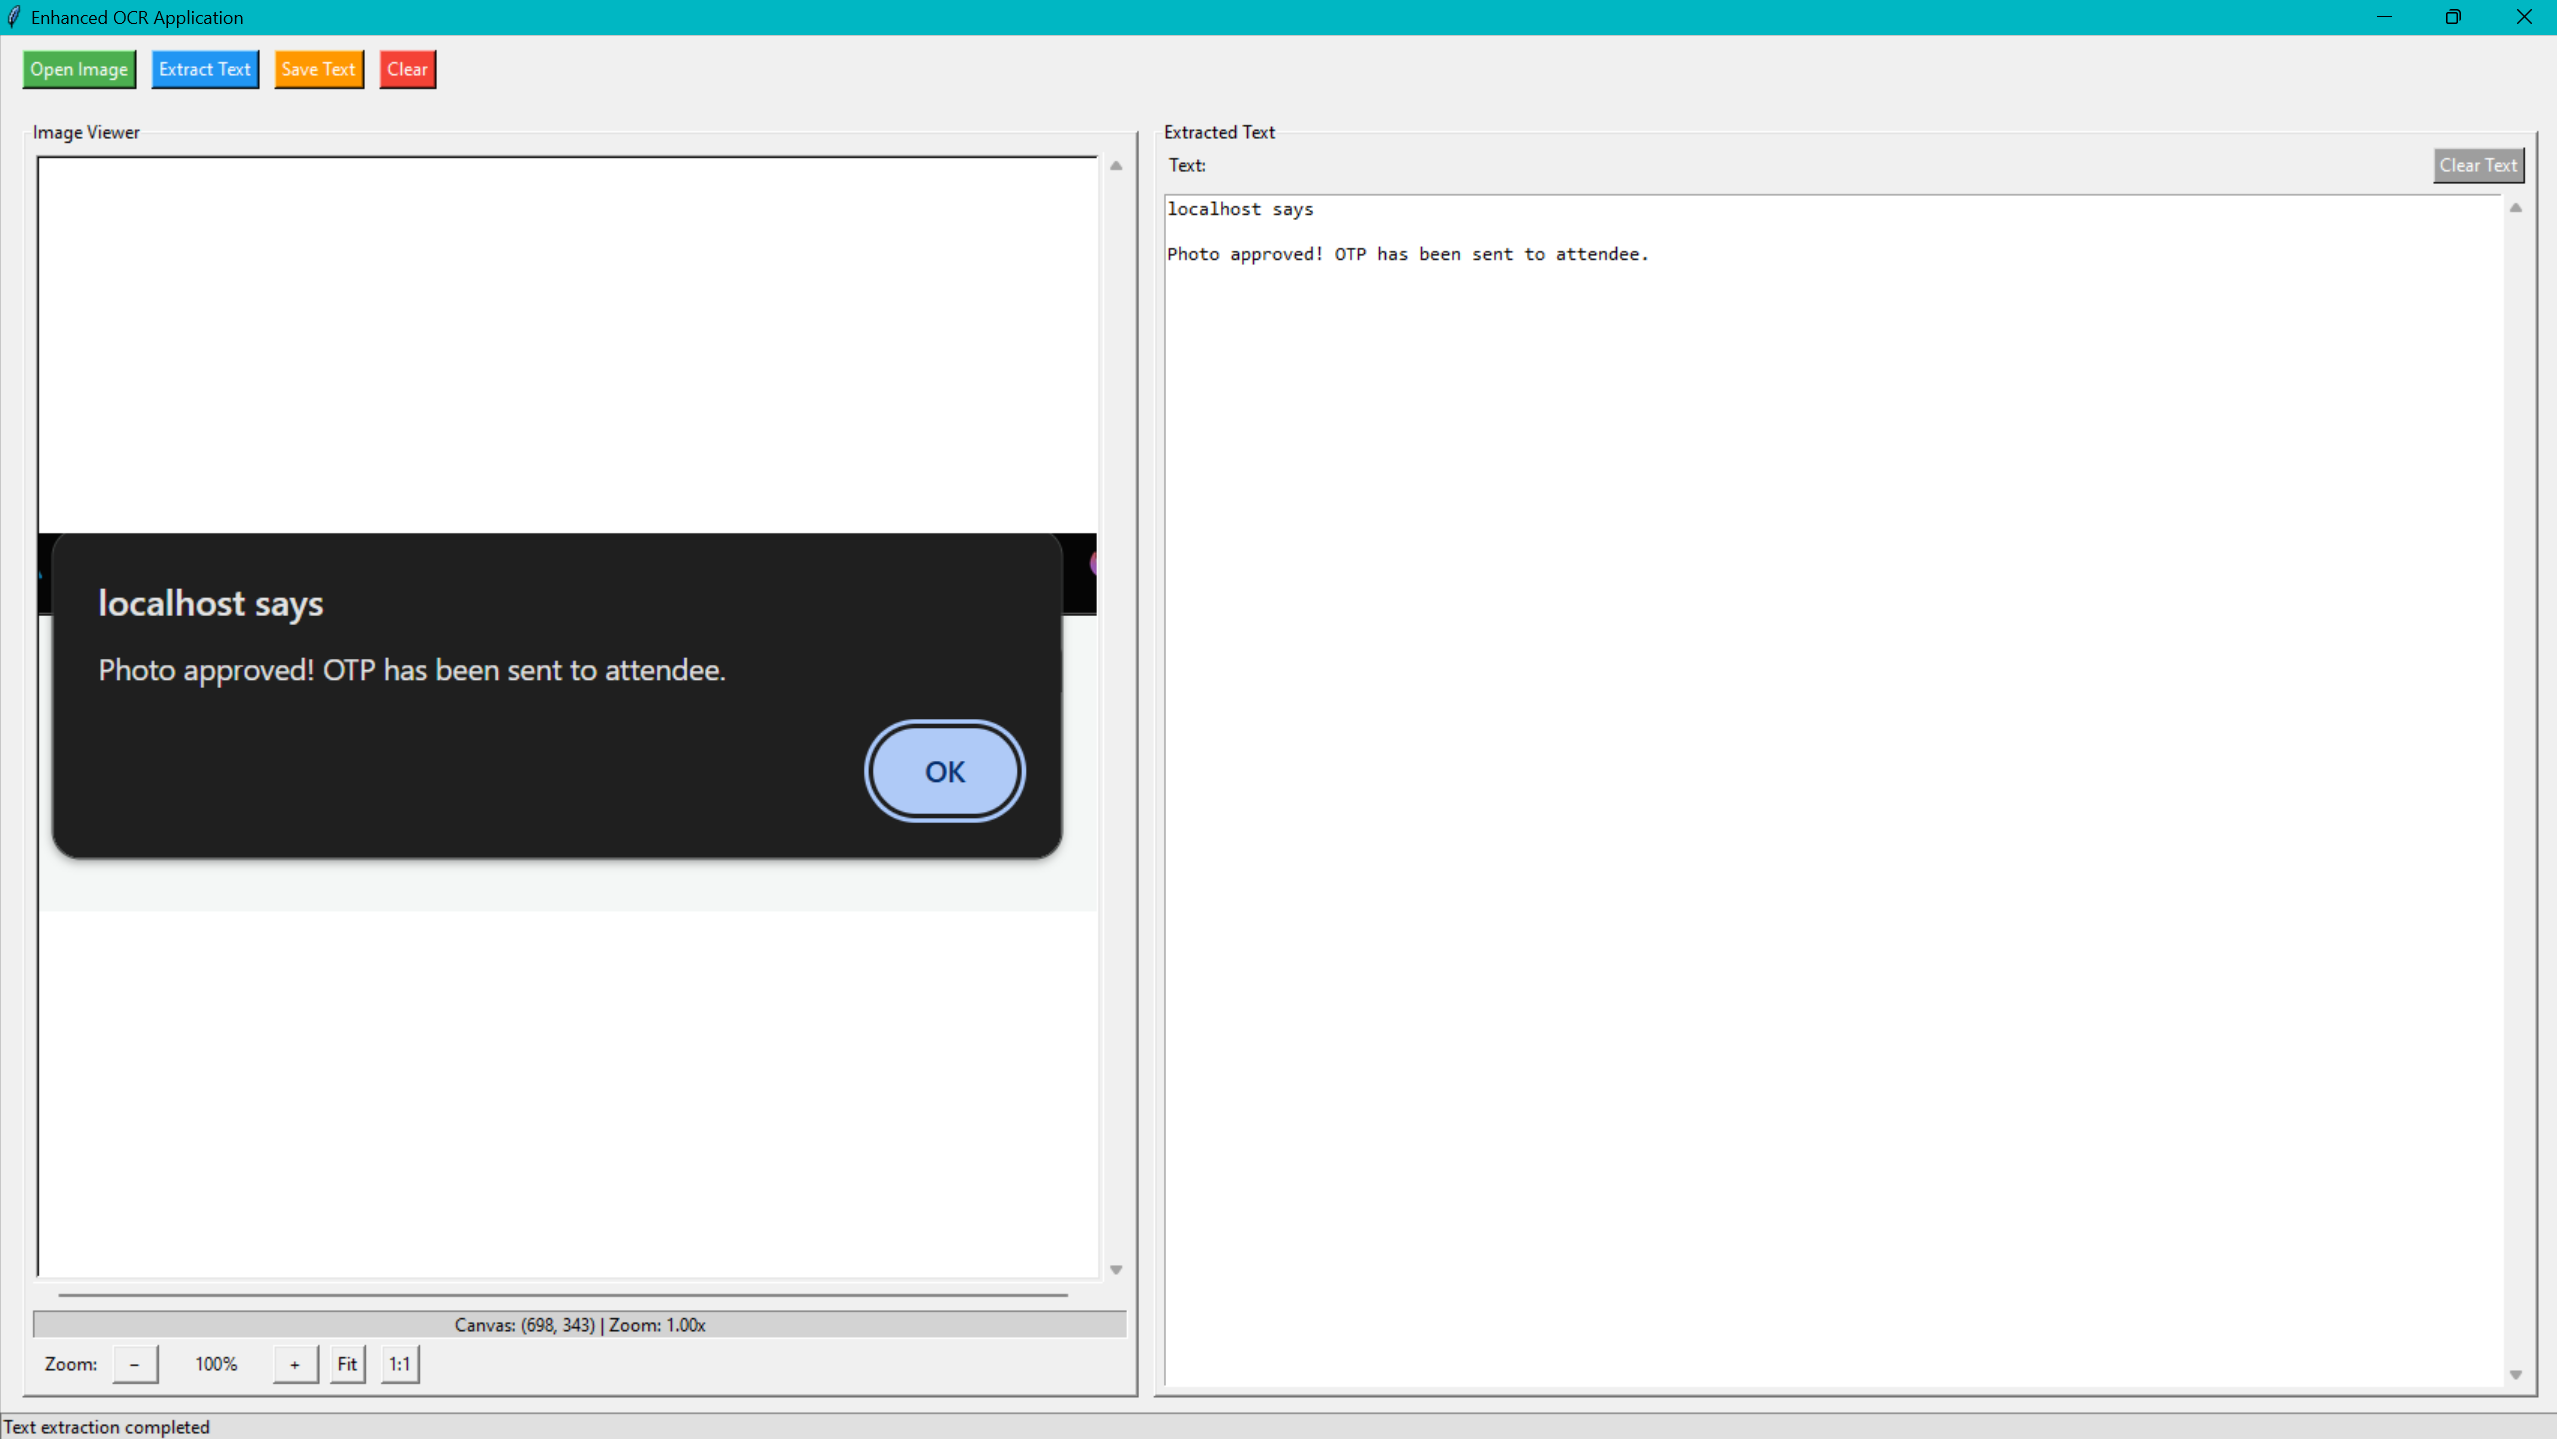 Enhanced OCR Application
Open Image Extract Text Save Text Clear
Image Viewer
localhost says
Photo approved! OTP has been sent to attendee.
OK
Canvas: (698, 343) | Zoom: 1.00x
Zoom: - 100% + Fit 1:1
Extracted Text
Text: Clear Text
localhost says
Photo approved! OTP has been sent to attendee.
Text extraction completed